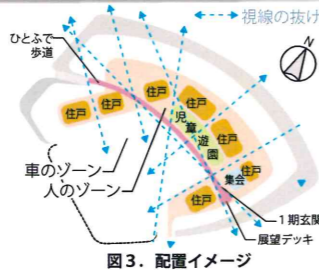 視線の抜け
N
ひとふで
歩道
住戸
住戸
住戸
住戸
児童遊園
住戸
車のゾーン
人のゾーン
住戸
集会
住戸
1期玄関
展望デッキ
図3．配置イメージ